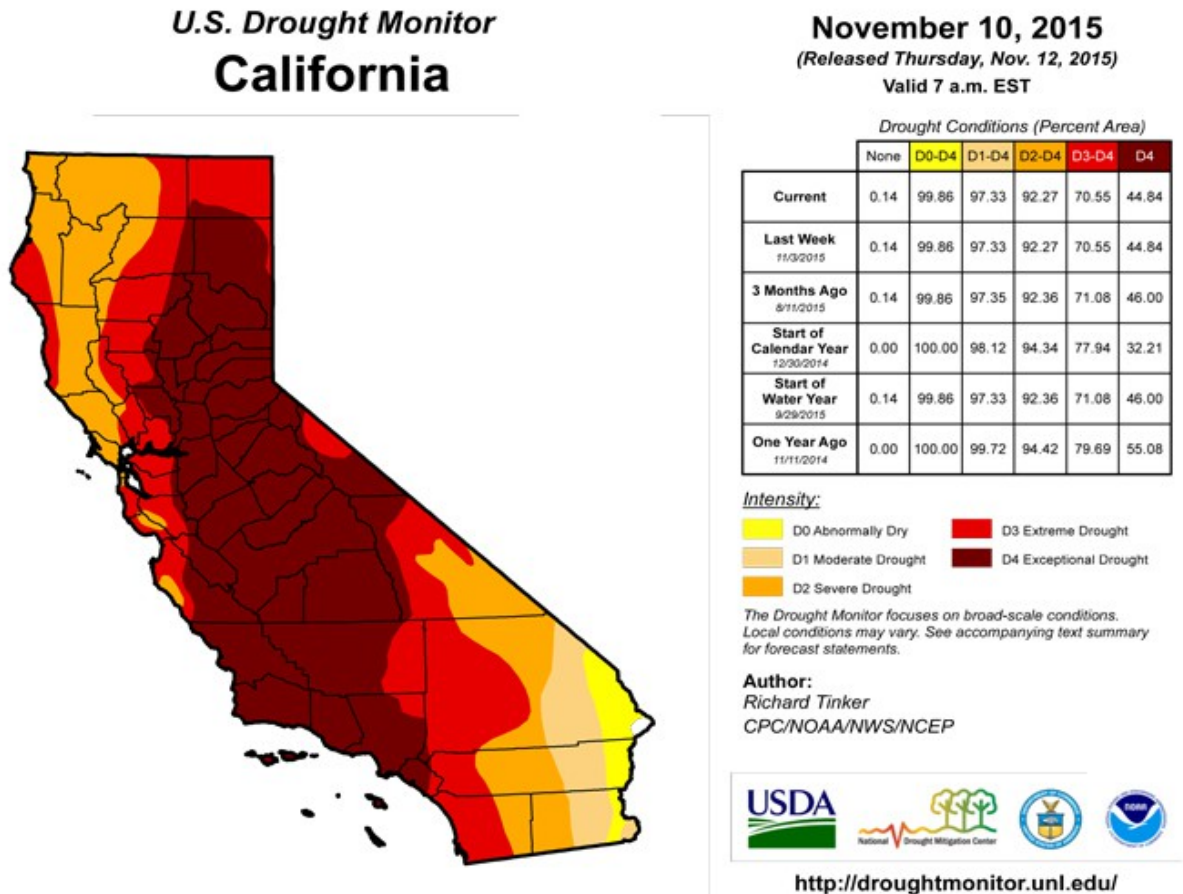 U.S. Drought Monitor
California
November 10, 2015
(Released Thursday, Nov. 12, 2015)
Valid 7 a.m. EST
Drought Conditions (Percent Area)
None D0-D4 D1-D4 D2-D4 D3-D4 D4
Current 0.14 99.86 97.33 92.27 70.55 44.84
Last Week
11/3/2015
0.14 99.86 97.33 92.27 70.55 44.84
3 Months Ago
8/11/2015
0.14 99.86 97.35 92.36 71.08 46.00
Start of
Calendar Year
12/30/2014
0.00 100.00 98.12 94.34 77.94 32.21
Start of
Water Year
9/29/2015
0.14 99.86 97.33 92.36 71.08 46.00
One Year Ago
11/11/2014
0.00 100.00 99.72 94.42 79.69 55.08
Intensity:
D0 Abnormally Dry
D1 Moderate Drought
D2 Severe Drought
D3 Extreme Drought
D4 Exceptional Drought
The Drought Monitor focuses on broad-scale conditions.
Local conditions may vary. See accompanying text summary
for forecast statements.
Author:
Richard Tinker
CPC/NOAA/NWS/NCEP
USDA
National Drought Mitigation Center
NOAA
http://droughtmonitor.unl.edu/